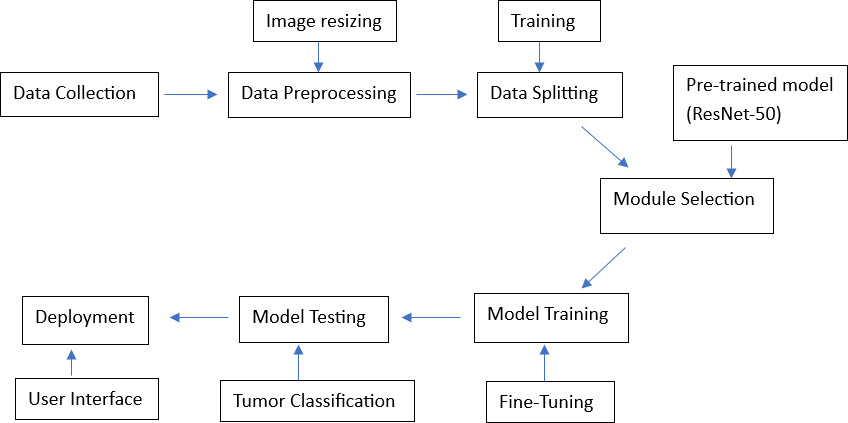 Image resizing
Training
Data Collection
Data Preprocessing
Data Splitting
Pre-trained model
(ResNet-50)
Module Selection
Deployment
Model Testing
Model Training
User Interface
Tumor Classification
Fine-Tuning